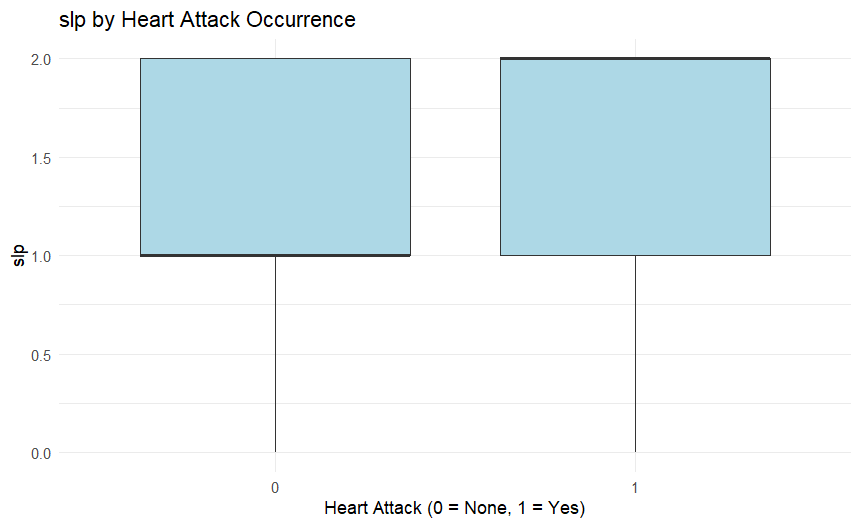 slp by Heart Attack Occurrence
slp
2.0
1.5
1.0
0.5
0.0
0
1
Heart Attack (0 = None, 1 = Yes)